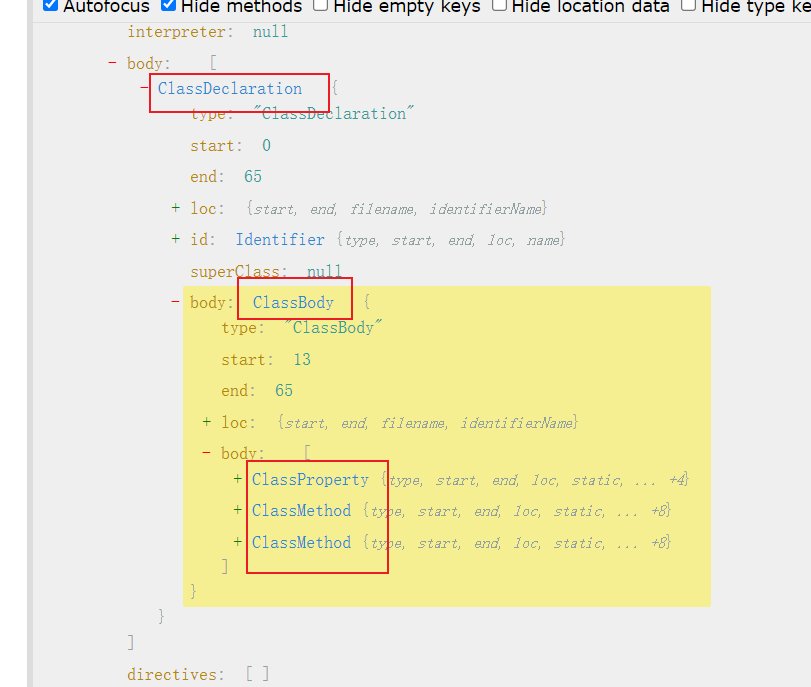 Autofocus Hide methods Hide empty keys Hide location data Hide type ke
interpreter: null
- body: [
- ClassDeclaration {
type: "ClassDeclaration"
start: 0
end: 65
+ loc: {start, end, filename, identifierName}
+ id: Identifier {type, start, end, loc, name}
superClass: null
- body: ClassBody {
type: "ClassBody"
start: 13
end: 65
+ loc: {start, end, filename, identifierName}
- body: [
+ ClassProperty {type, start, end, loc, static, ... +4}
+ ClassMethod {type, start, end, loc, static, ... +8}
+ ClassMethod {type, start, end, loc, static, ... +8}
]
}
}
]
directives: [ ]